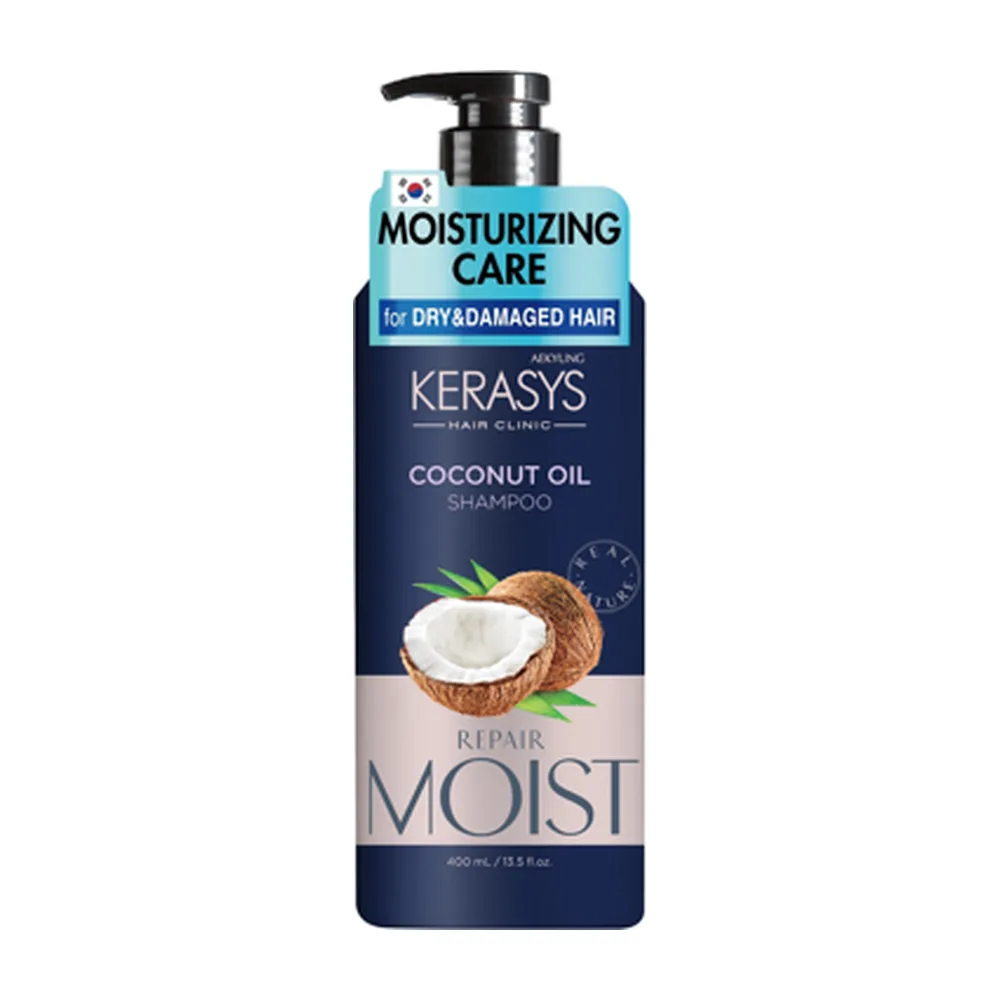 MOISTURIZING
CARE
for DRY&DAMAGED HAIR
AEKYUNG
KERASYS
HAIR CLINIC
COCONUT OIL
SHAMPOO
REAL
NATURE
REPAIR
MOIST
400 mL / 13.5 fl.oz.